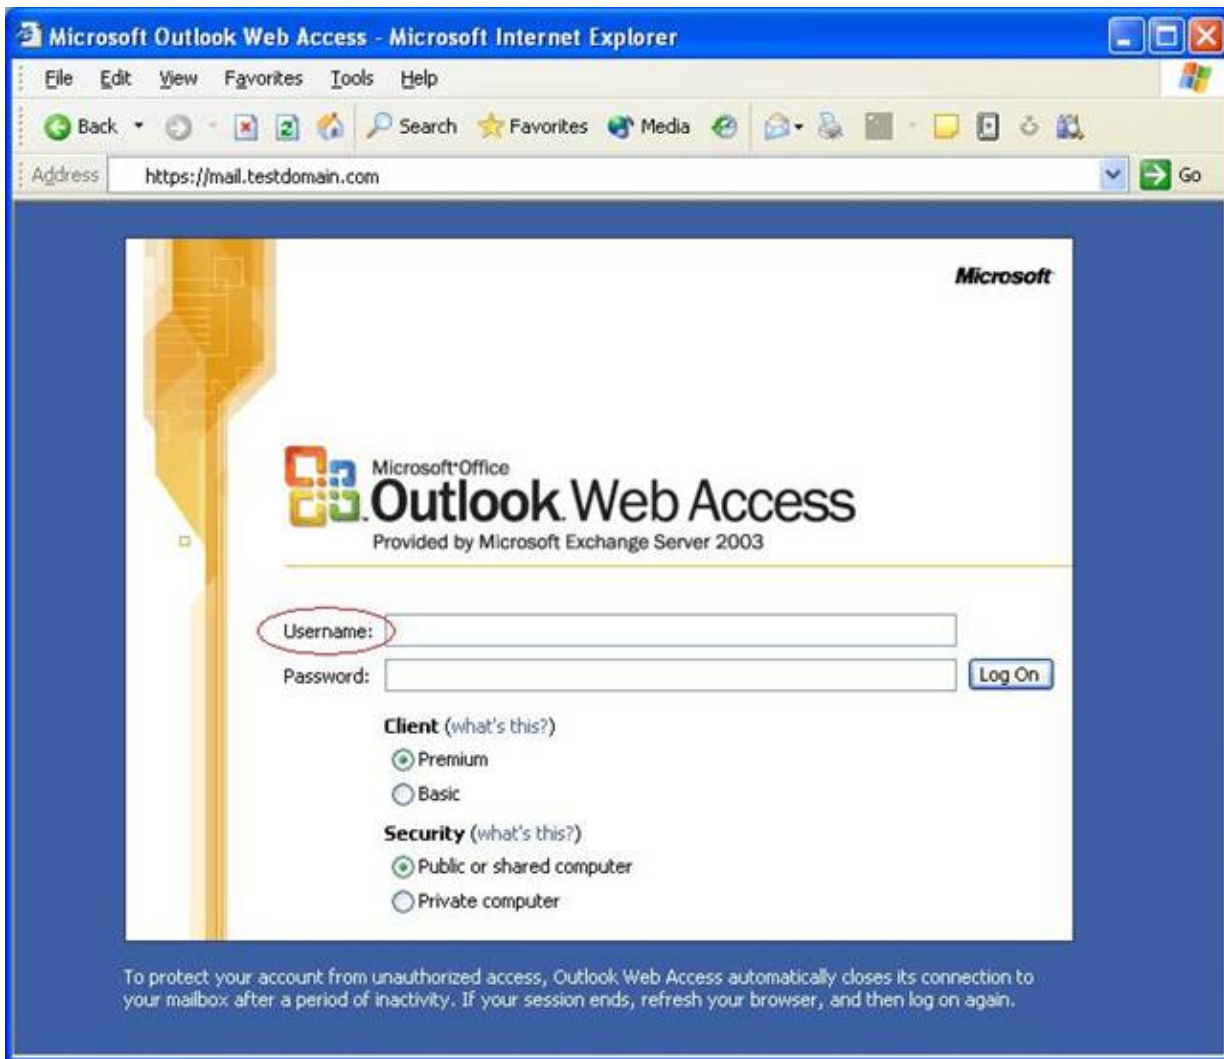 Microsoft Outlook Web Access - Microsoft Internet Explorer
File Edit View Favorites Tools Help
Back Search Favorites Media
Address https://mail.testdomain.com Go
Microsoft
Microsoft Office
Outlook Web Access
Provided by Microsoft Exchange Server 2003
Username:
Password: Log On
Client (what's this?)
Premium
Basic
Security (what's this?)
Public or shared computer
Private computer
To protect your account from unauthorized access, Outlook Web Access automatically closes its connection to
your mailbox after a period of inactivity. If your session ends, refresh your browser, and then log on again.